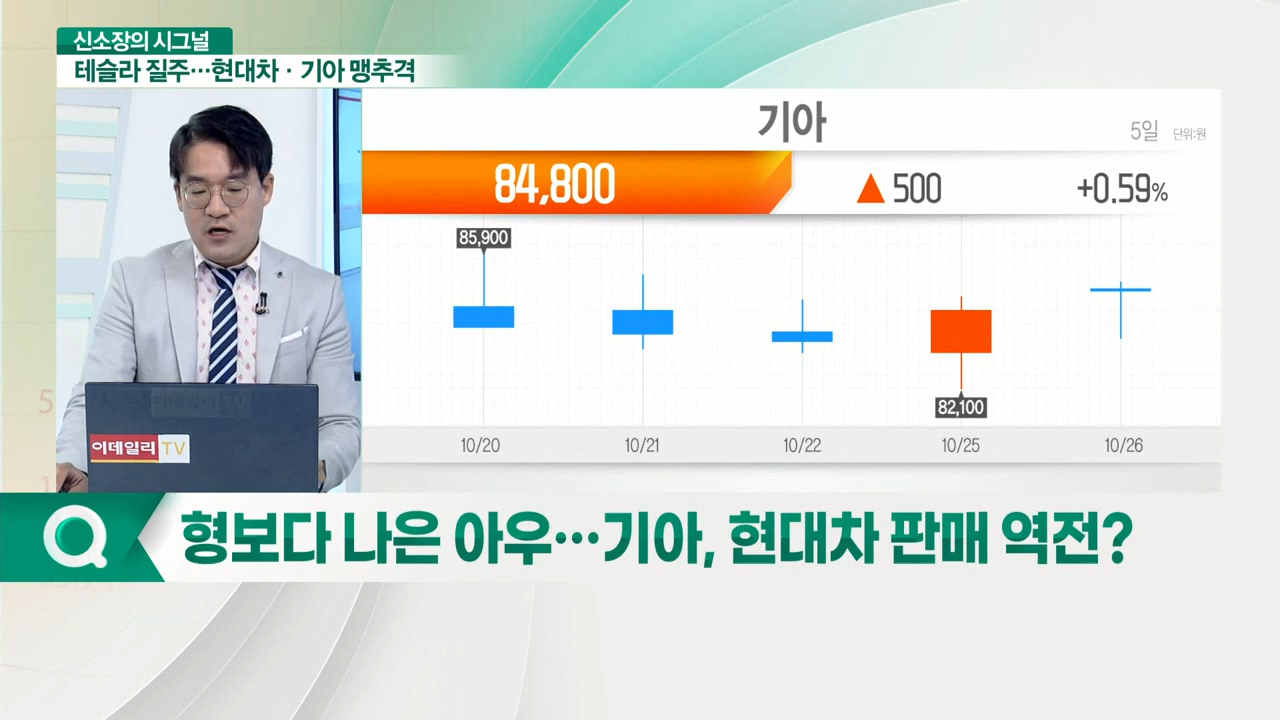 신소장의 시그널
테슬라 질주…현대차·기아 맹추격
기아
5일 단위:원
84,800 ▲500 +0.59%
85,900
82,100
10/20 10/21 10/22 10/25 10/26
이데일리 TV
형보다 나은 아우…기아, 현대차 판매 역전?